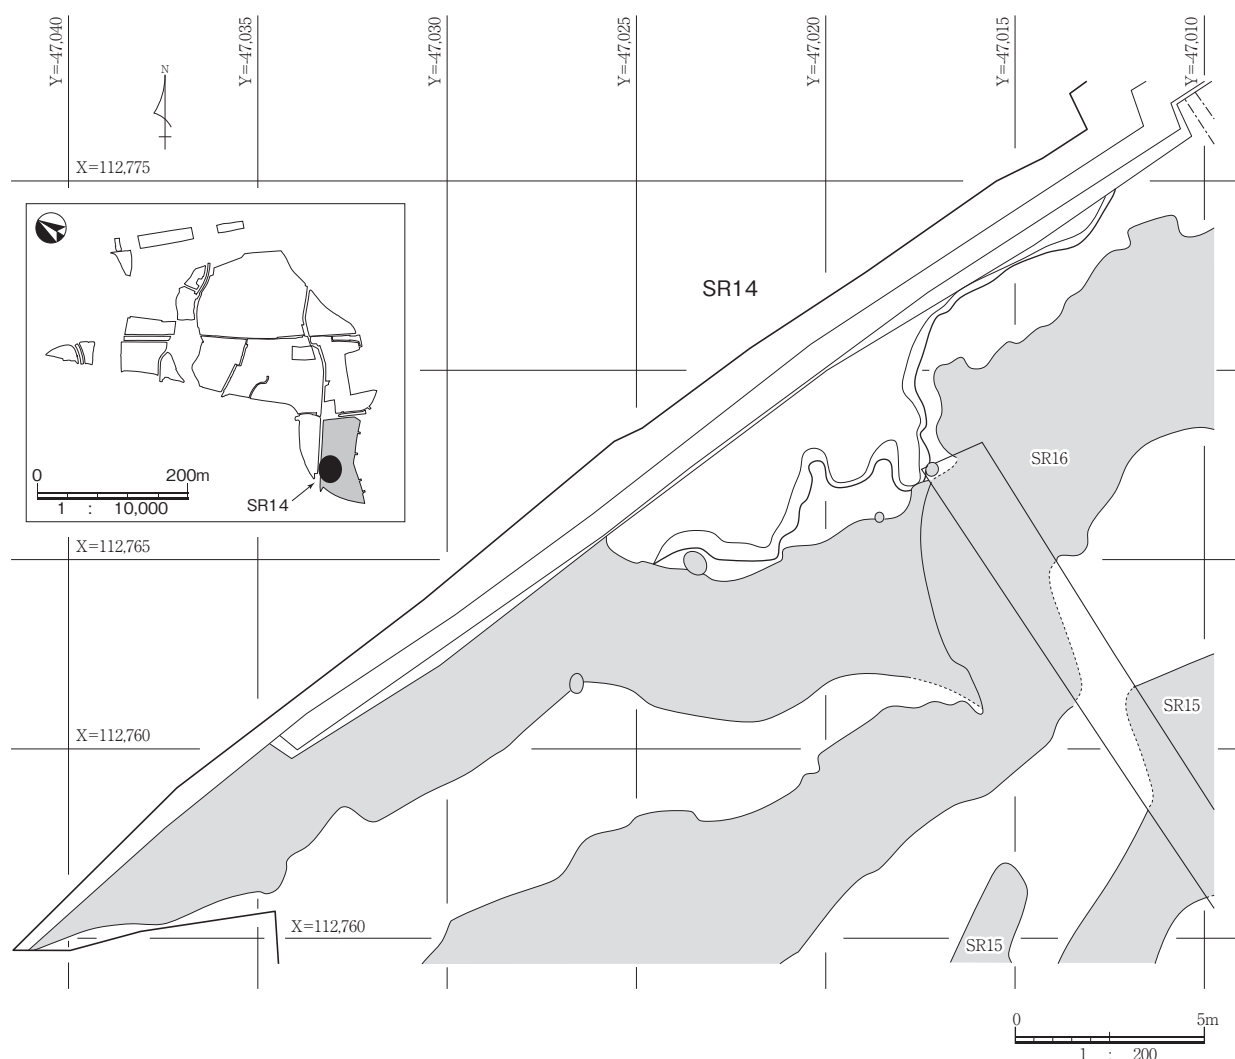 Y=-47,040
Y=-47,035
Y=-47,030
Y=-47,025
Y=-47,020
Y=-47,015
Y=-47,010
N
X=112,775
SR14
0 200m
1 : 10,000
SR14
SR16
X=112,765
SR15
X=112,760
X=112,760
SR15
0 5m
1 : 200